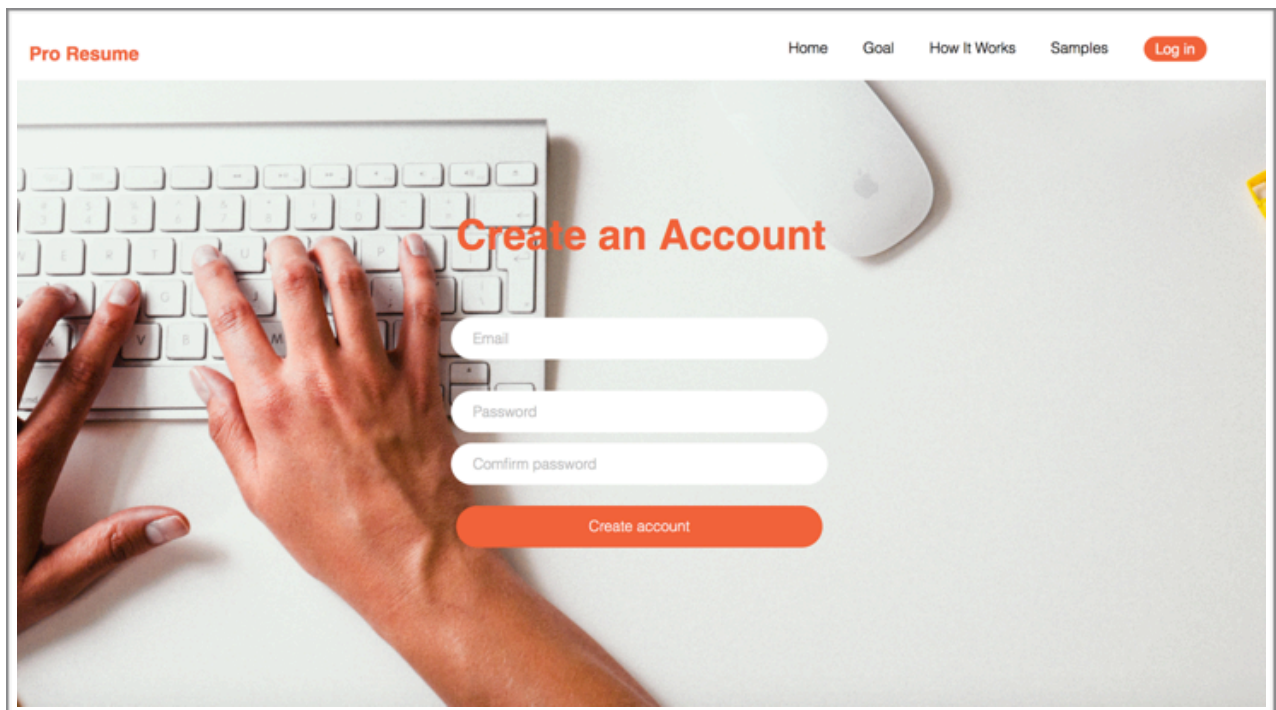 Pro Resume
Home Goal How It Works Samples Log in
Create an Account
Email
Password
Comfirm password
Create account